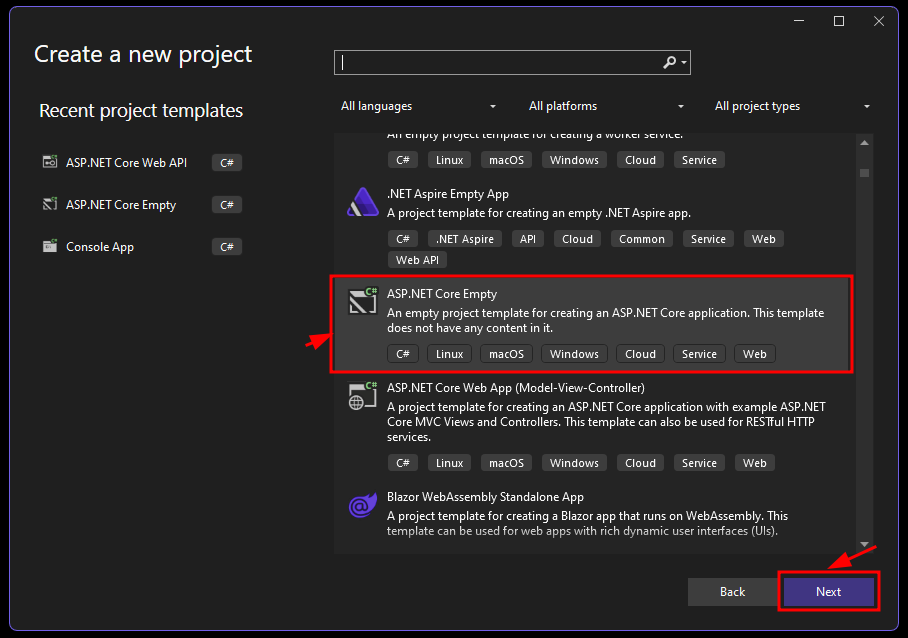 Create a new project
Recent project templates
ASP.NET Core Web API C#
ASP.NET Core Empty C#
Console App C#
All languages All platforms All project types
An empty project template for creating a worker service.
C# Linux macOS Windows Cloud Service
.NET Aspire Empty App
A project template for creating an empty .NET Aspire app.
C# .NET Aspire API Cloud Common Service Web
Web API
ASP.NET Core Empty
An empty project template for creating an ASP.NET Core application. This template
does not have any content in it.
C# Linux macOS Windows Cloud Service Web
ASP.NET Core Web App (Model-View-Controller)
A project template for creating an ASP.NET Core application with example ASP.NET
Core MVC Views and Controllers. This template can also be used for RESTful HTTP
services.
C# Linux macOS Windows Cloud Service Web
Blazor WebAssembly Standalone App
A project template for creating a Blazor app that runs on WebAssembly. This
template can be used for web apps with rich dynamic user interfaces (UIs).
Back Next